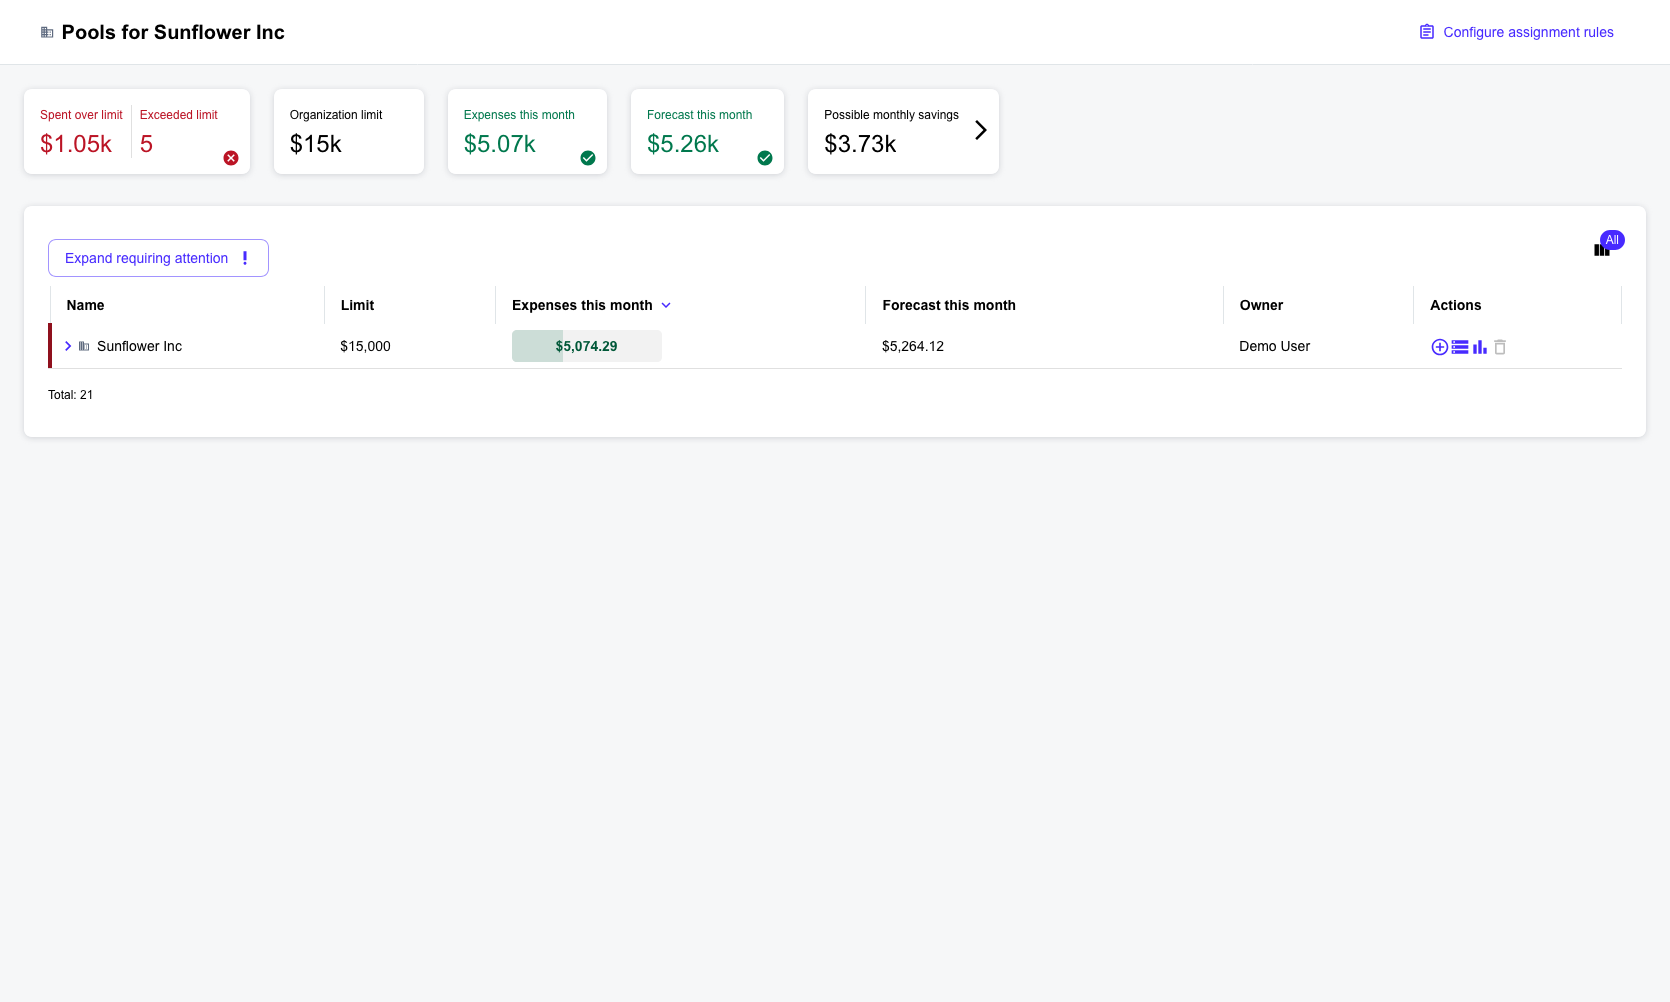 Pools for Sunflower Inc
Configure assignment rules
Spent over limit
$1.05k
Exceeded limit
5
Organization limit
$15k
Expenses this month
$5.07k
Forecast this month
$5.26k
Possible monthly savings
$3.73k
Expand requiring attention
All
Name Limit Expenses this month Forecast this month Owner Actions
Sunflower Inc $15,000 $5,074.29 $5,264.12 Demo User
Total: 21